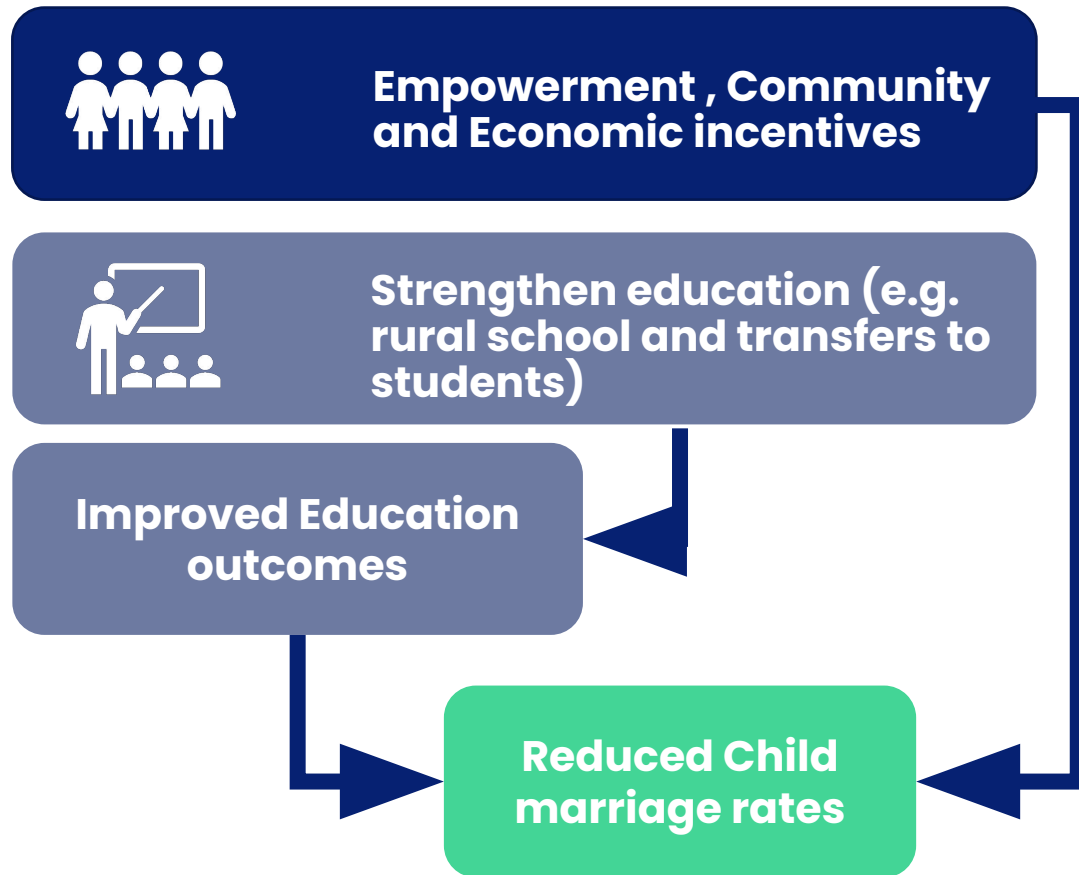 Empowerment , Community
and Economic incentives
Strengthen education (e.g.
rural school and transfers to
students)
Improved Education
outcomes
Reduced Child
marriage rates